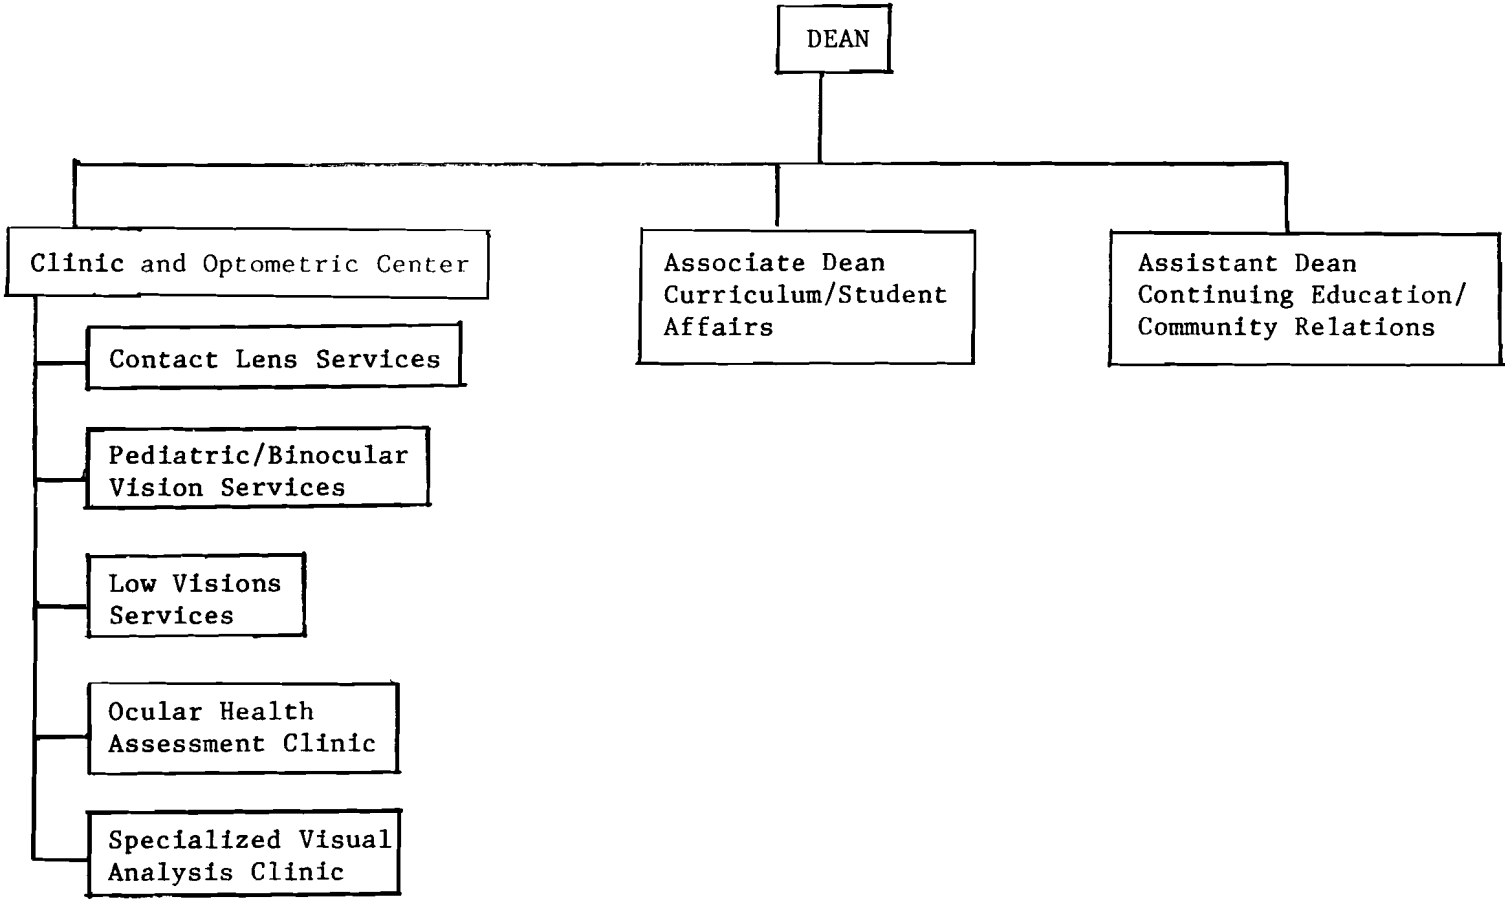 DEAN
Clinic and Optometric Center
Associate Dean
Curriculum/Student
Affairs
Assistant Dean
Continuing Education/
Community Relations
Contact Lens Services
Pediatric/Binocular
Vision Services
Low Visions
Services
Ocular Health
Assessment Clinic
Specialized Visual
Analysis Clinic